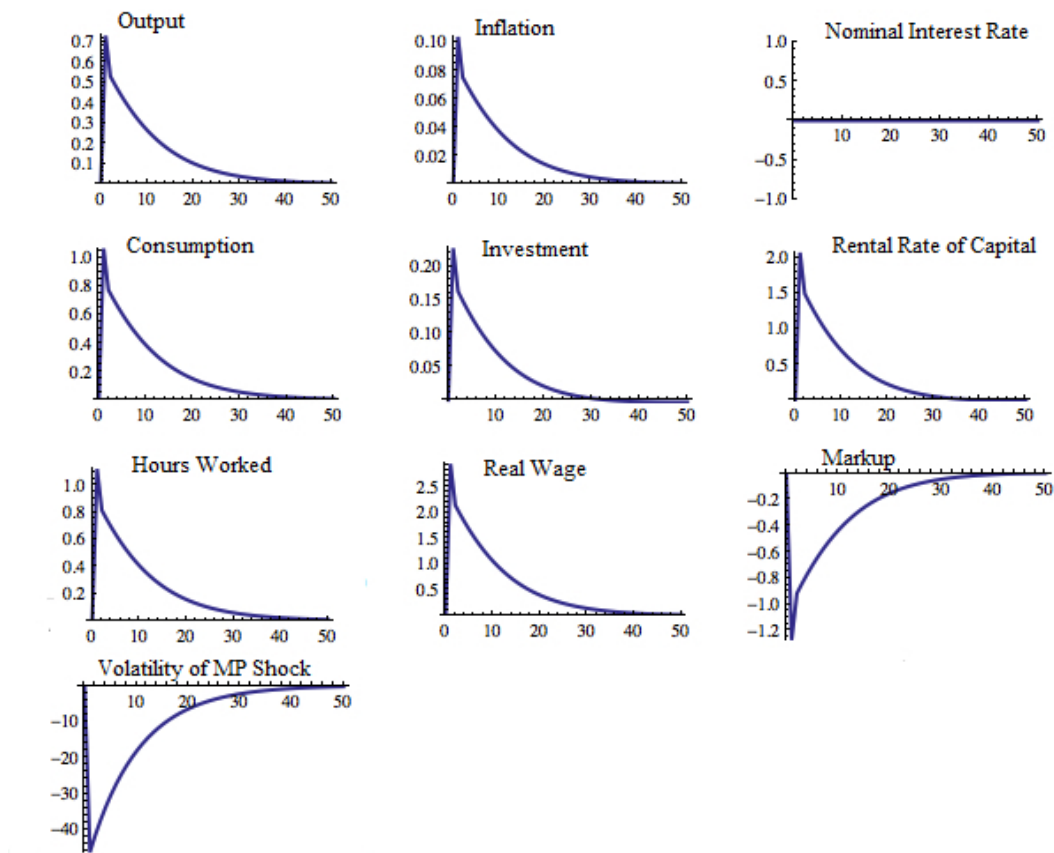 Output
0.7
0.6
0.5
0.4
0.3
0.2
0.1
0 10 20 30 40 50
Inflation
0.10
0.08
0.06
0.04
0.02
0 10 20 30 40 50
Nominal Interest Rate
1.0
0.5
10 20 30 40 50
−0.5
−1.0
Consumption
1.0
0.8
0.6
0.4
0.2
0 10 20 30 40 50
Investment
0.20
0.15
0.10
0.05
10 20 30 40 50
Rental Rate of Capital
2.0
1.5
1.0
0.5
0 10 20 30 40 50
Hours Worked
1.0
0.8
0.6
0.4
0.2
0 10 20 30 40 50
Real Wage
2.5
2.0
1.5
1.0
0.5
0 10 20 30 40 50
Markup
10 20 30 40 50
−0.2
−0.4
−0.6
−0.8
−1.0
−1.2
Volatility of MP Shock
10 20 30 40 50
−10
−20
−30
−40